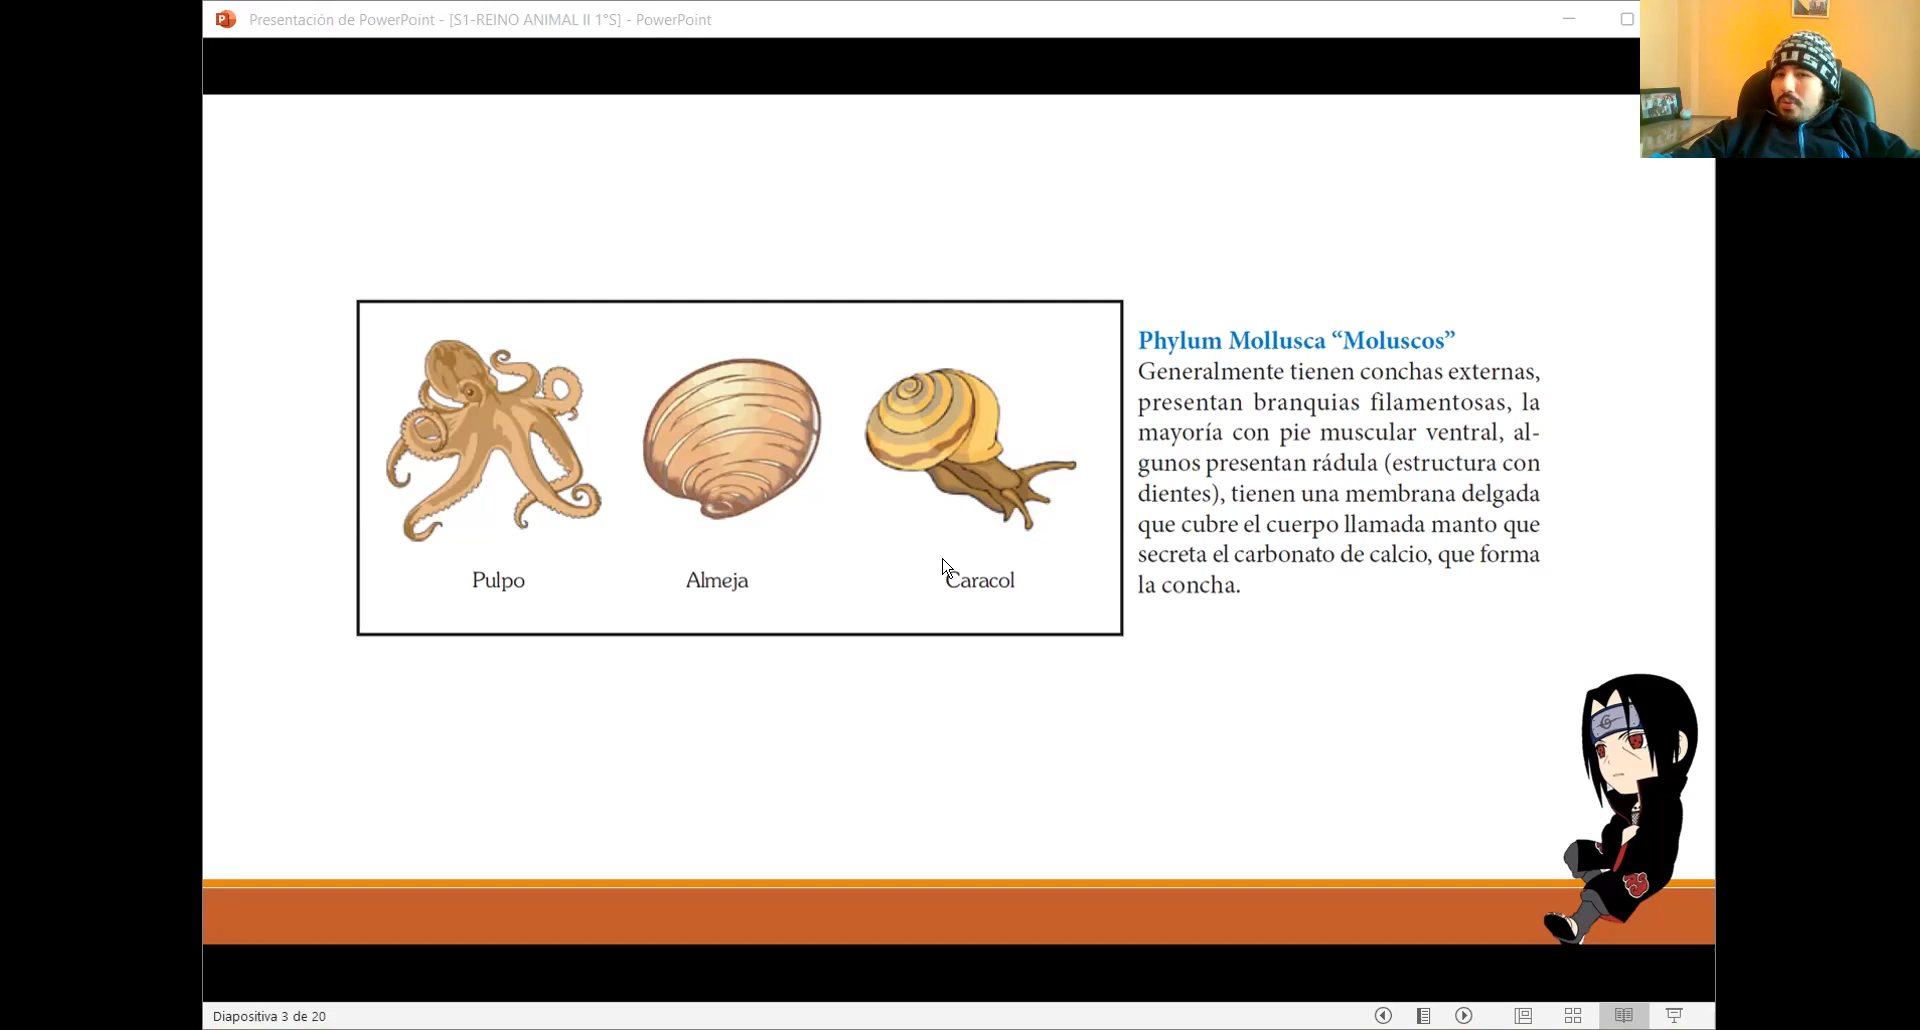 Presentación de PowerPoint - [S1-REINO ANIMAL II 1°S] - PowerPoint
Phylum Mollusca “Moluscos”
Generalmente tienen conchas externas,
presentan branquias filamentosas, la
mayoría con pie muscular ventral, al-
gunos presentan rádula (estructura con
dientes), tienen una membrana delgada
que cubre el cuerpo llamada manto que
secreta el carbonato de calcio, que forma
la concha.
Pulpo
Almeja
Caracol
Diapositiva 3 de 20